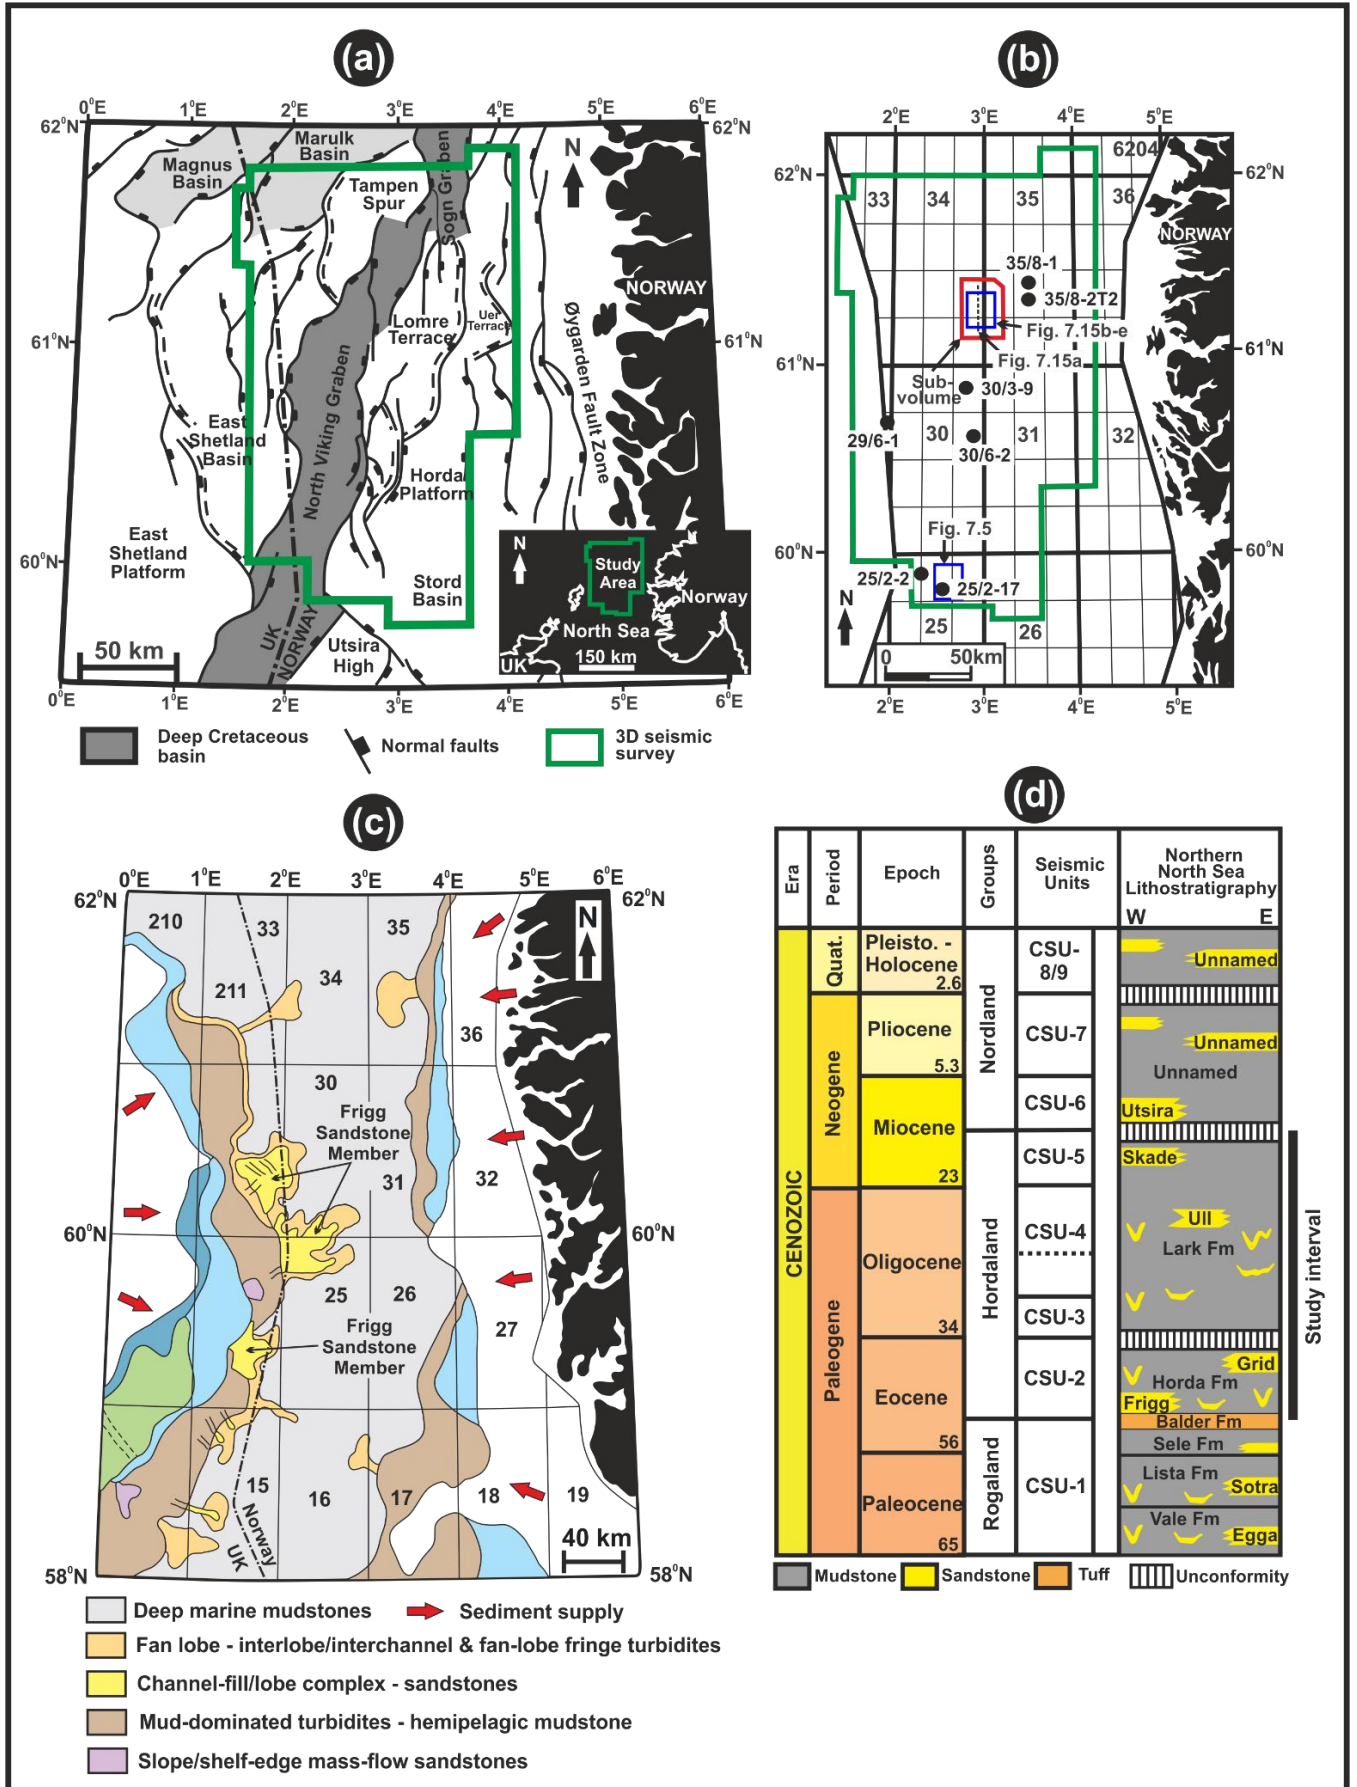 (a)
0°E 1°E 2°E 3°E 4°E 5°E 6°E
62°N
62°N
Marulk
Basin
Magnus
Basin
Tampen
Spur
Sogn Graben
N
NORWAY
Lomre
Terrace
Uer
Terrace
61°N
61°N
Øygarden Fault Zone
North Viking Graben
East
Shetland
Basin
Horda
Platform
East
Shetland
Platform
60°N
Stord
Basin
Utsira
High
UK
NORWAY
50 km
N
Study
Area
Norway
North Sea
UK
150 km
0°E 1°E 2°E 3°E 4°E 5°E 6°E
Deep Cretaceous
basin
Normal faults
3D seismic
survey
(b)
2°E 3°E 4°E 5°E
6204
62°N
62°N
33 34 35 36
NORWAY
35/8-1
35/8-2T2
Fig. 7.15b-e
Fig. 7.15a
61°N
61°N
Sub-
volume
30/3-9
29/6-1
30 31 32
30/6-2
Fig. 7.5
60°N
60°N
25/2-2
25/2-17
N
25 26
0 50km
2°E 3°E 4°E 5°E
(c)
0°E 1°E 2°E 3°E 4°E 5°E 6°E
62°N
62°N
210 33 35
N
34
211
36
30
Frigg
Sandstone
Member
31 32
60°N
60°N
25 26
27
Frigg
Sandstone
Member
15 16 17 18 19
Norway
UK
40 km
58°N
58°N
Deep marine mudstones
Sediment supply
Fan lobe - interlobe/interchannel & fan-lobe fringe turbidites
Channel-fill/lobe complex - sandstones
Mud-dominated turbidites - hemipelagic mudstone
Slope/shelf-edge mass-flow sandstones
(d)
Era
Period
Epoch
Groups
Seismic
Units
Northern
North Sea
Lithostratigraphy
W E
CENOZOIC
Quat.
Neogene
Paleogene
Pleisto. -
Holocene
2.6
Pliocene
5.3
Miocene
23
Oligocene
34
Eocene
56
Paleocene
65
Nordland
Hordaland
Rogaland
CSU-
8/9
CSU-7
CSU-6
CSU-5
CSU-4
CSU-3
CSU-2
CSU-1
Unnamed
Unnamed
Unnamed
Utsira
Skade
Ull
Lark Fm
Grid
Horda Fm
Frigg
Balder Fm
Sele Fm
Lista Fm
Sotra
Vale Fm
Egga
Study interval
Mudstone
Sandstone
Tuff
Unconformity